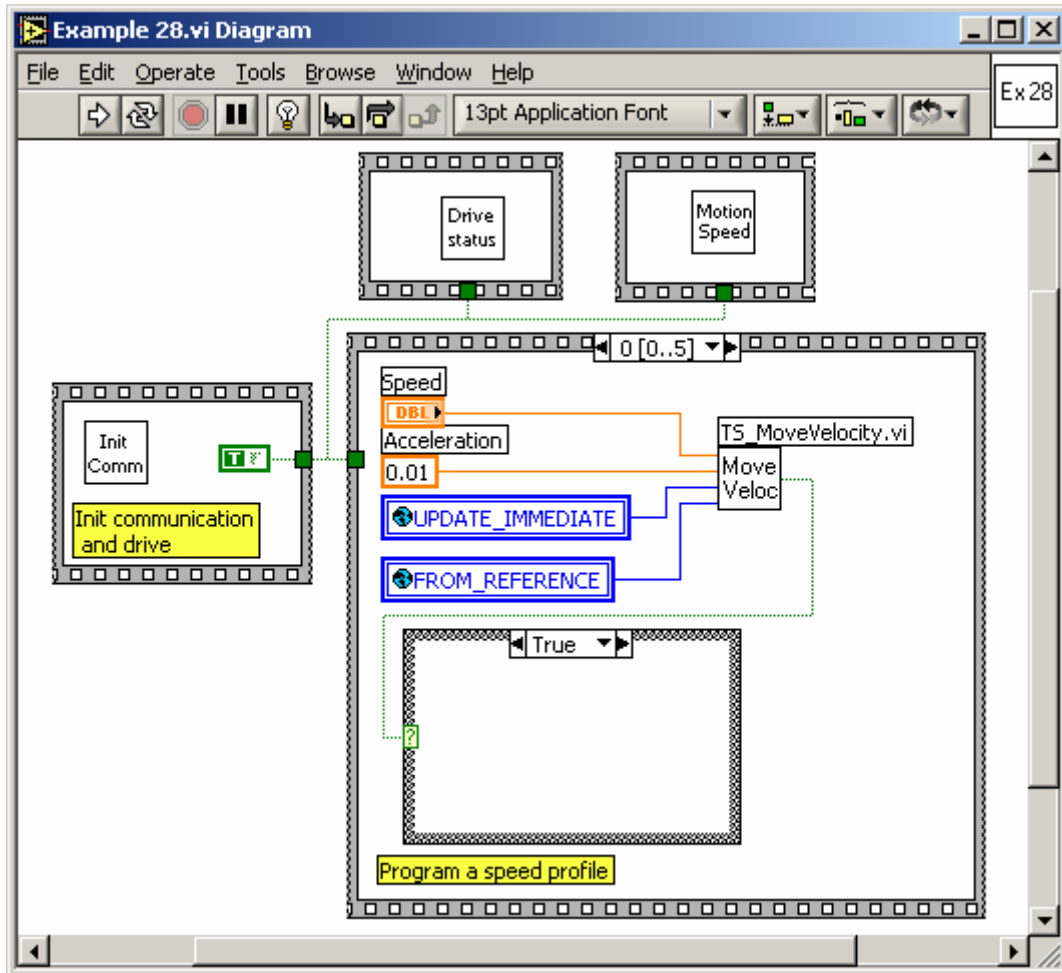 Example 28.vi Diagram
File Edit Operate Tools Browse Window Help
Ex 28
13pt Application Font
Drive
status
Motion
Speed
0 [0..5]
Speed
DBL
Acceleration
0.01
TS_MoveVelocity.vi
Move
Veloc
Init
Comm
T
Init communication
and drive
UPDATE_IMMEDIATE
FROM_REFERENCE
True
?
Program a speed profile